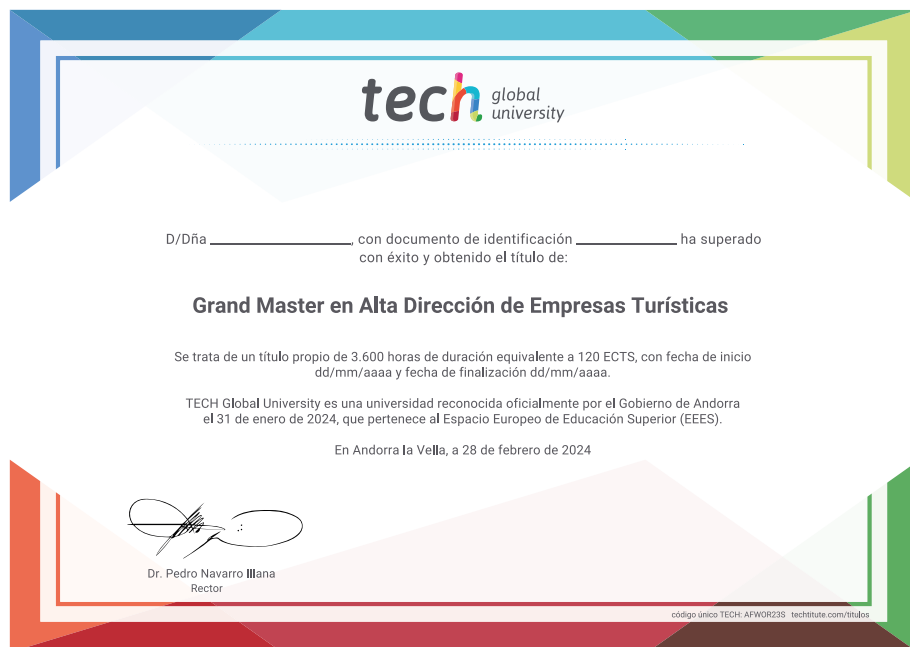 tech global university
D/Dña ______________, con documento de identificación __________ ha superado
con éxito y obtenido el título de:
Grand Master en Alta Dirección de Empresas Turísticas
Se trata de un título propio de 3.600 horas de duración equivalente a 120 ECTS, con fecha de inicio
dd/mm/aaaa y fecha de finalización dd/mm/aaaa.
TECH Global University es una universidad reconocida oficialmente por el Gobierno de Andorra
el 31 de enero de 2024, que pertenece al Espacio Europeo de Educación Superior (EEES).
En Andorra la Vella, a 28 de febrero de 2024
Dr. Pedro Navarro Illana
Rector
código único TECH: AFWOR23S techtitute.com/titulos